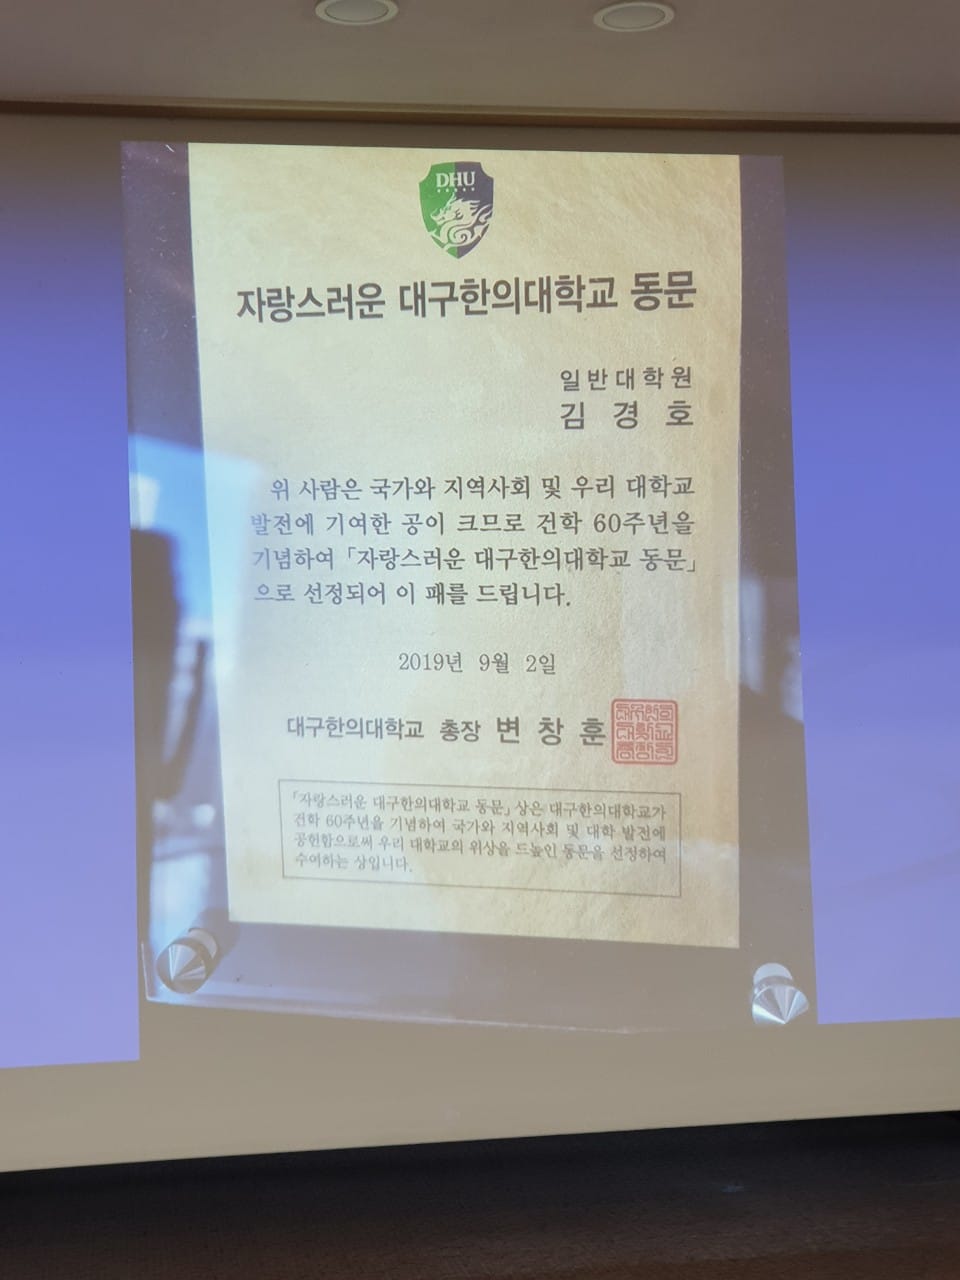 DHU
자랑스러운 대구한의대학교 동문
일반대학원
김 경 호
위 사람은 국가와 지역사회 및 우리 대학교
발전에 기여한 공이 크므로 건학 60주년을
기념하여 「자랑스러운 대구한의대학교 동문」
으로 선정되어 이 패를 드립니다.
2019년 9월 2일
대구한의대학교 총장 변 창 훈
「자랑스러운 대구한의대학교 동문」 상은 대구한의대학교가
건학 60주년을 기념하여 국가와 지역사회 및 대학 발전에
공헌함으로써 우리 대학교의 위상을 드높인 동문을 선정하여
수여하는 상입니다.